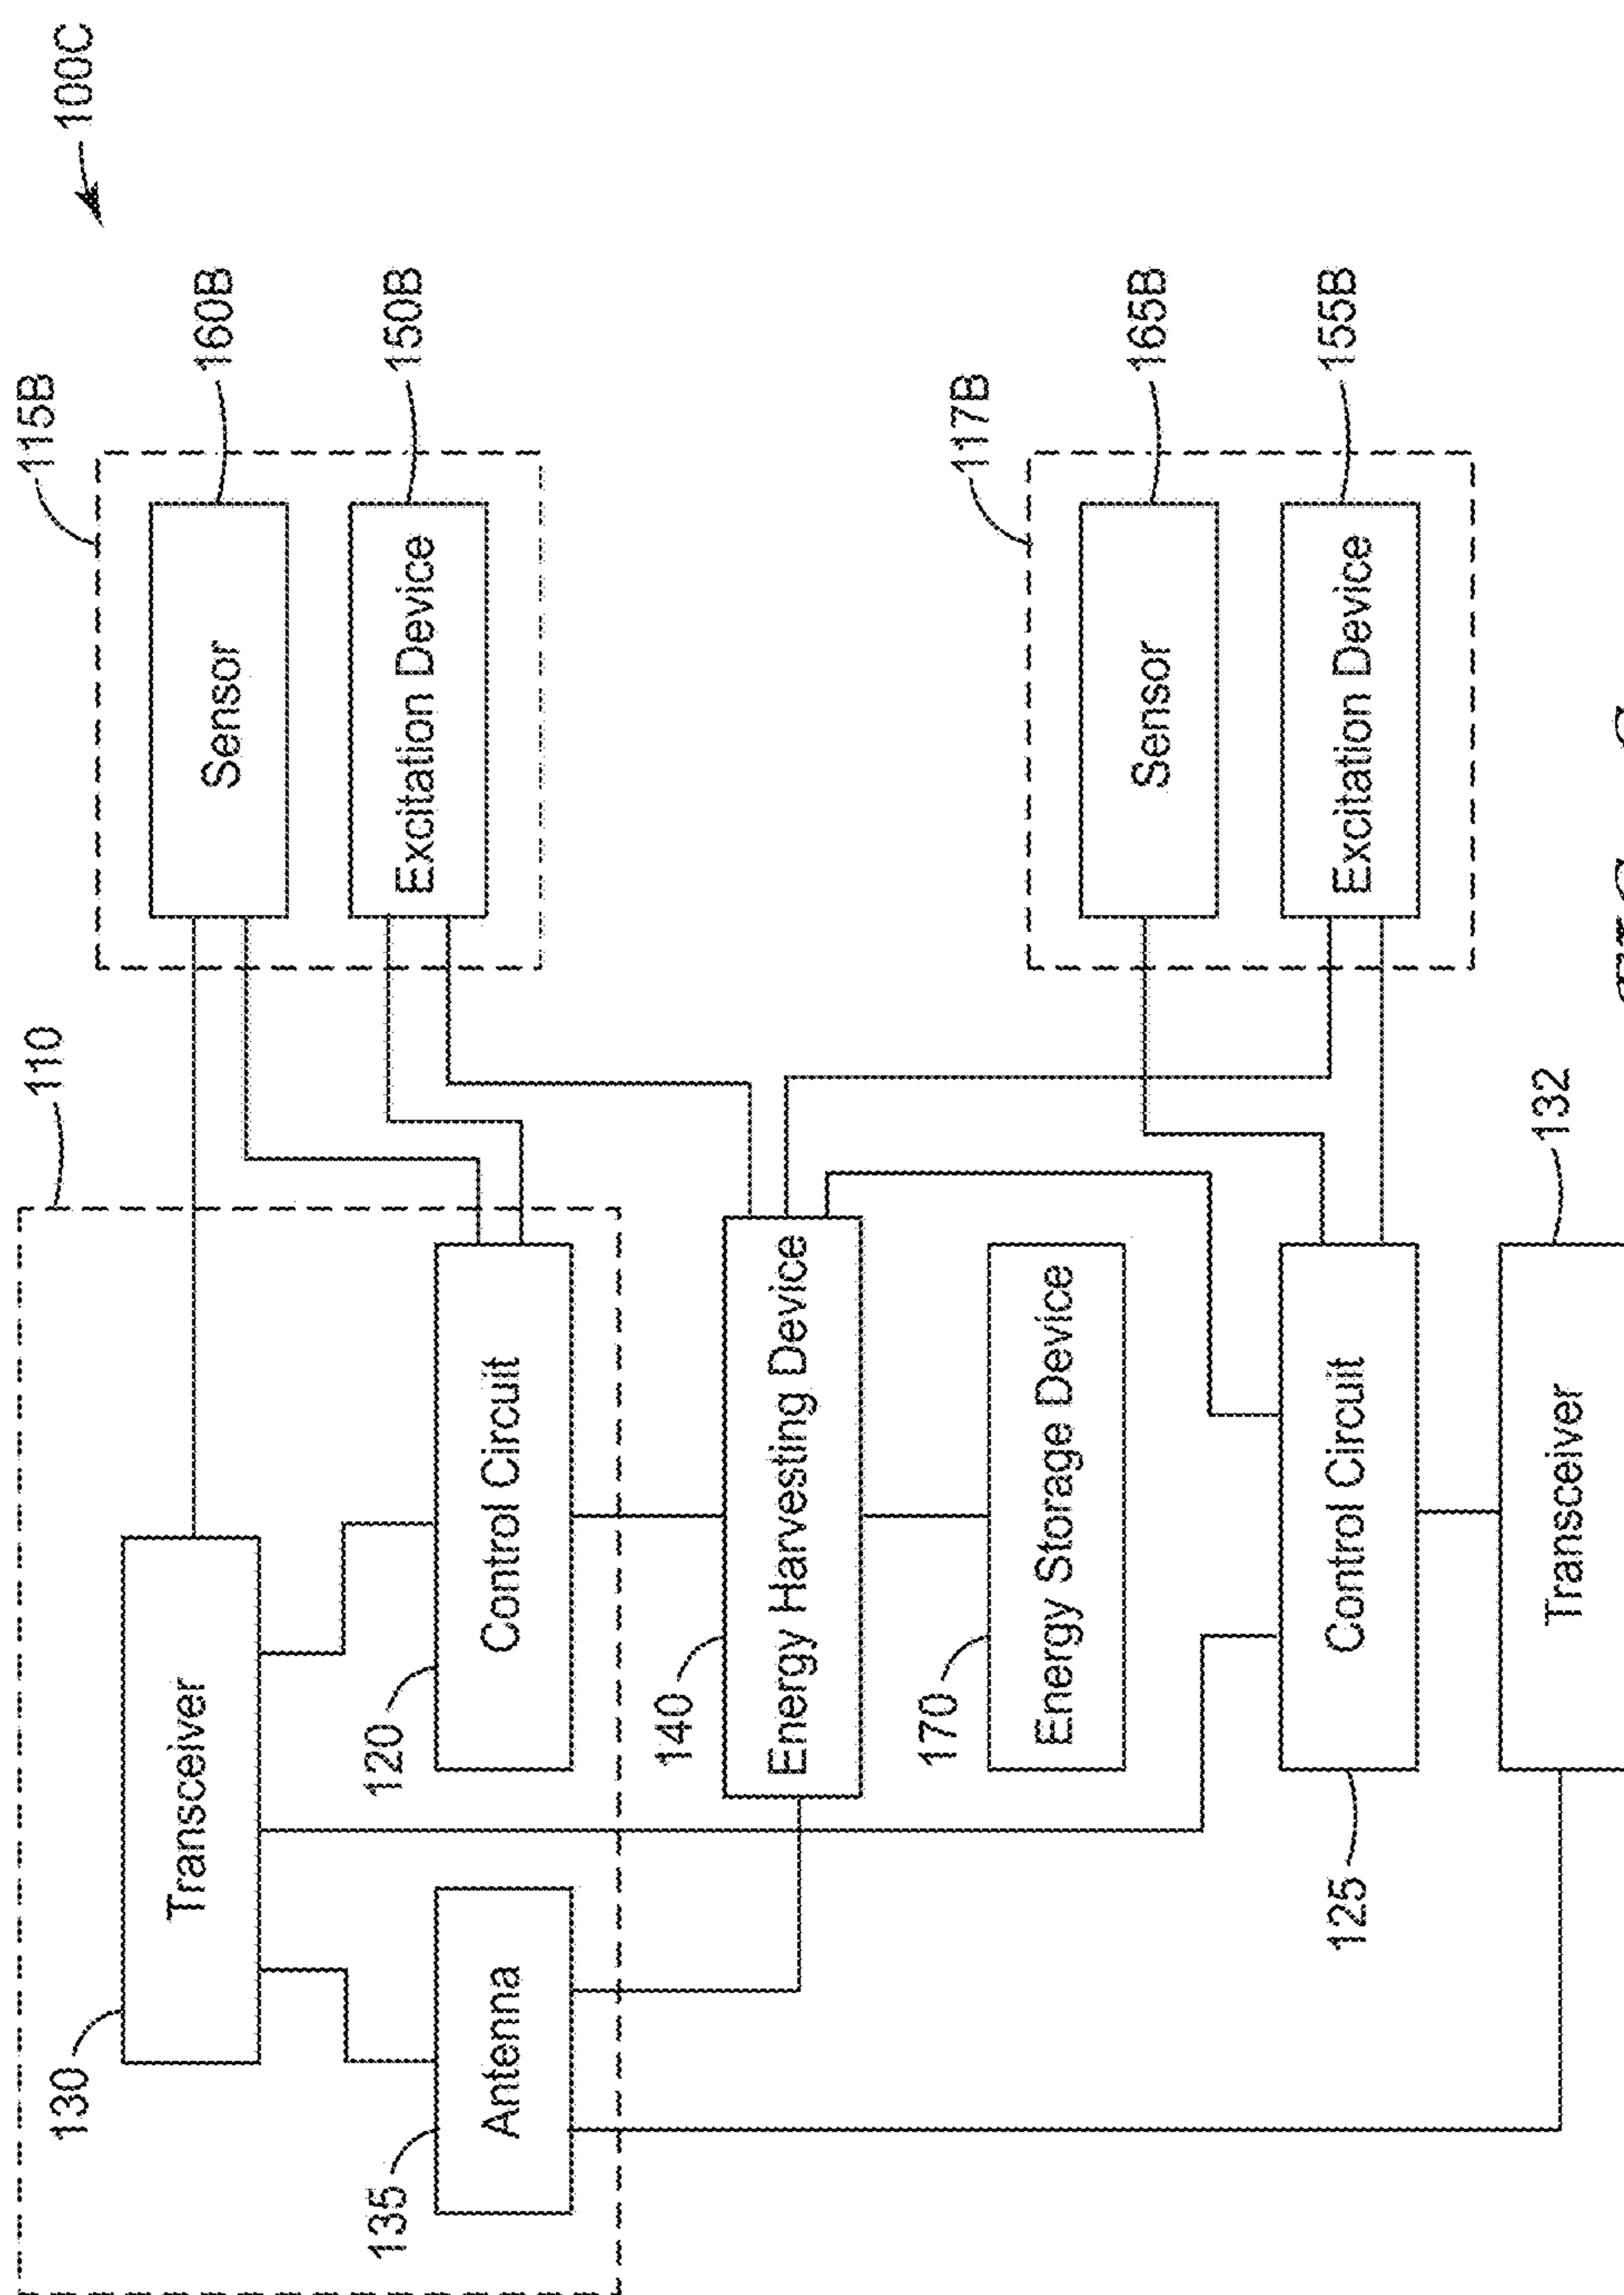 100C
115B
160B
Sensor
150B
Excitation Device
110
130
Transceiver
120
Control Circuit
135
Antenna
140
Energy Harvesting Device
170
Energy Storage Device
117B
165B
Sensor
155B
Excitation Device
125
Control Circuit
132
Transceiver